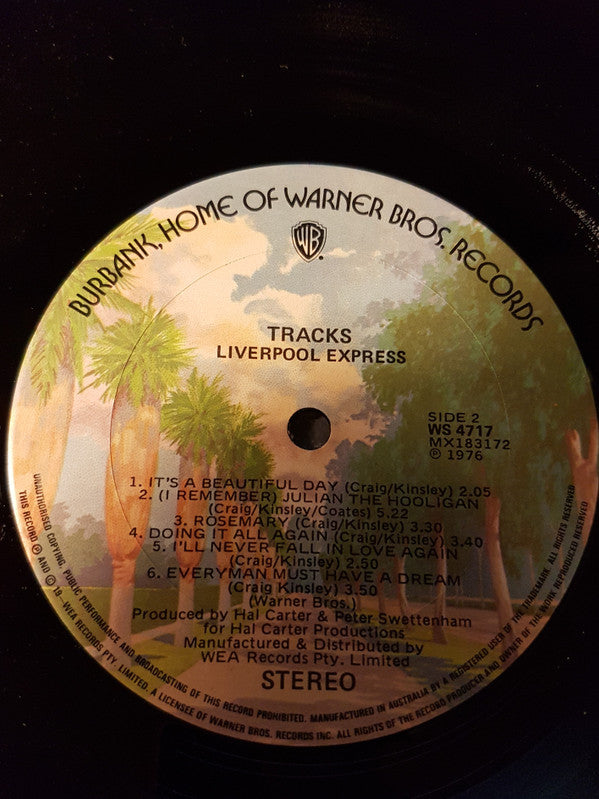 BURBANK, HOME OF WARNER BROS. RECORDS
WB
TRACKS
LIVERPOOL EXPRESS
SIDE 2
WS 4717
MX183172
℗ 1976
1. IT'S A BEAUTIFUL DAY (Craig/Kinsley) 2.05
2. (I REMEMBER) JULIAN THE HOOLIGAN
(Craig/Kinsley/Coates) 5.22
3. ROSEMARY (Craig/Kinsley) 3.30
4. DOING IT ALL AGAIN (Craig/Kinsley) 3.40
5. I'LL NEVER FALL IN LOVE AGAIN
(Craig/Kinsley) 2.50
6. EVERYMAN MUST HAVE A DREAM
(Craig Kinsley) 3.50
(Warner Bros.)
Produced by Hal Carter & Peter Swettenham
for Hal Carter Productions
Manufactured & Distributed by
WEA Records Pty. Limited
STEREO
UNAUTHORISED COPYING, PUBLIC PERFORMANCE AND BROADCASTING OF THIS RECORD PROHIBITED. MANUFACTURED IN AUSTRALIA BY A REGISTERED USER OF THE TRADEMARK. ALL RIGHTS RESERVED
THIS RECORD ℗ AND © 19 - WEA RECORDS PTY. LIMITED. A LICENSEE OF WARNER BROS. RECORDS INC. ALL RIGHTS OF THE RECORD PRODUCER AND OWNER OF THE WORK REPRODUCED RESERVED